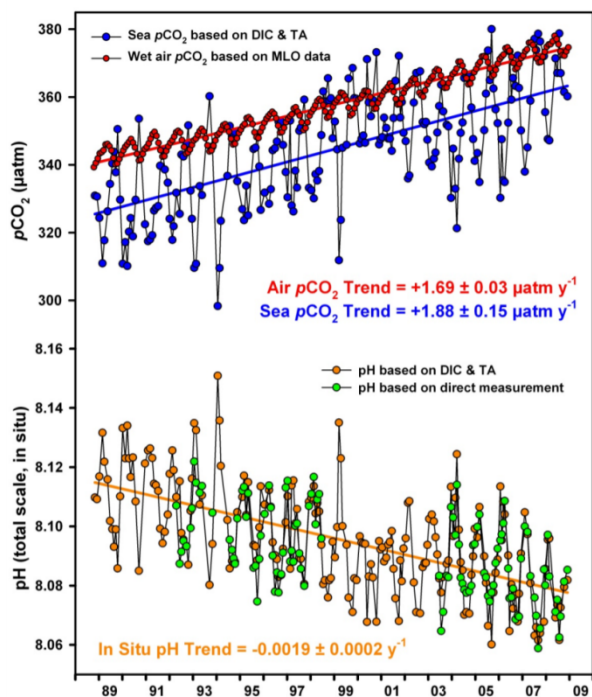 380
360
340
320
300
pCO₂ (µatm)
Sea pCO₂ based on DIC & TA
Wet air pCO₂ based on MLO data
Air pCO₂ Trend = +1.69 ± 0.03 µatm y⁻¹
Sea pCO₂ Trend = +1.88 ± 0.15 µatm y⁻¹
8.16
8.14
8.12
8.10
8.08
8.06
pH (total scale, in situ)
pH based on DIC & TA
pH based on direct measurement
In Situ pH Trend = -0.0019 ± 0.0002 y⁻¹
89 91 93 95 97 99 01 03 05 07 09